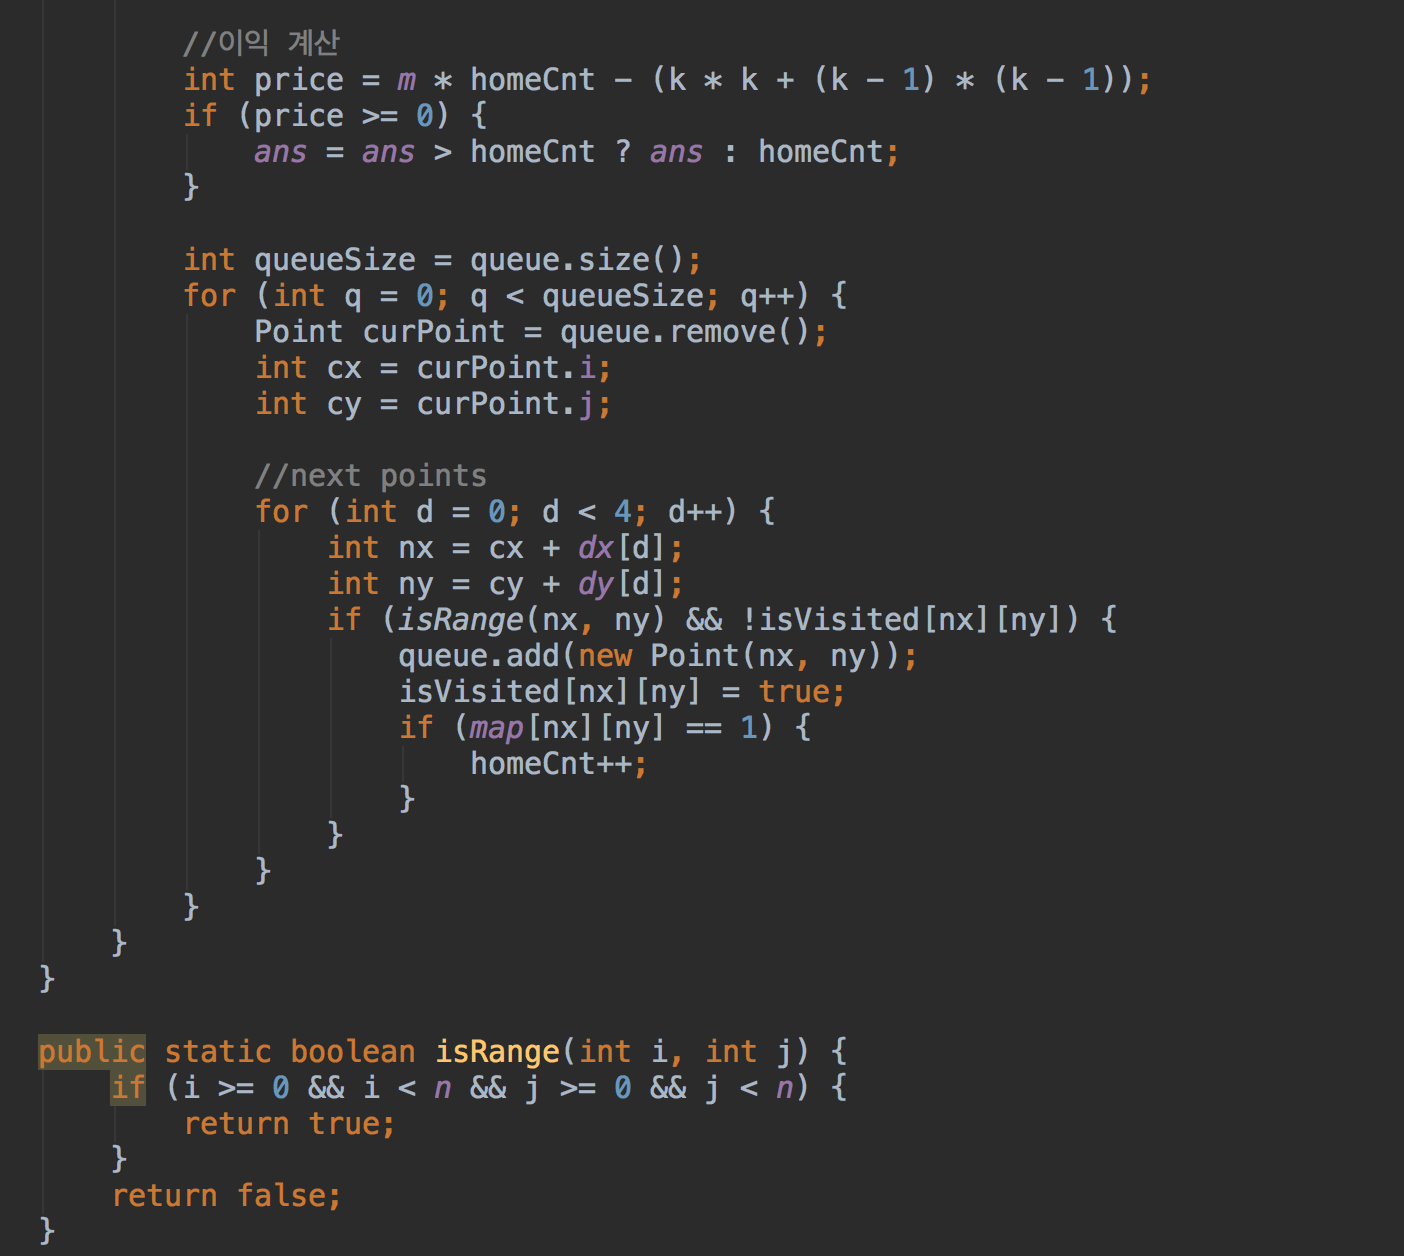 //이익 계산
int price = m * homeCnt - (k * k + (k - 1) * (k - 1));
if (price >= 0) {
ans = ans > homeCnt ? ans : homeCnt;
}
int queueSize = queue.size();
for (int q = 0; q < queueSize; q++) {
Point curPoint = queue.remove();
int cx = curPoint.i;
int cy = curPoint.j;
//next points
for (int d = 0; d < 4; d++) {
int nx = cx + dx[d];
int ny = cy + dy[d];
if (isRange(nx, ny) && !isVisited[nx][ny]) {
queue.add(new Point(nx, ny));
isVisited[nx][ny] = true;
if (map[nx][ny] == 1) {
homeCnt++;
}
}
}
}
}
}
public static boolean isRange(int i, int j) {
if (i >= 0 && i < n && j >= 0 && j < n) {
return true;
}
return false;
}